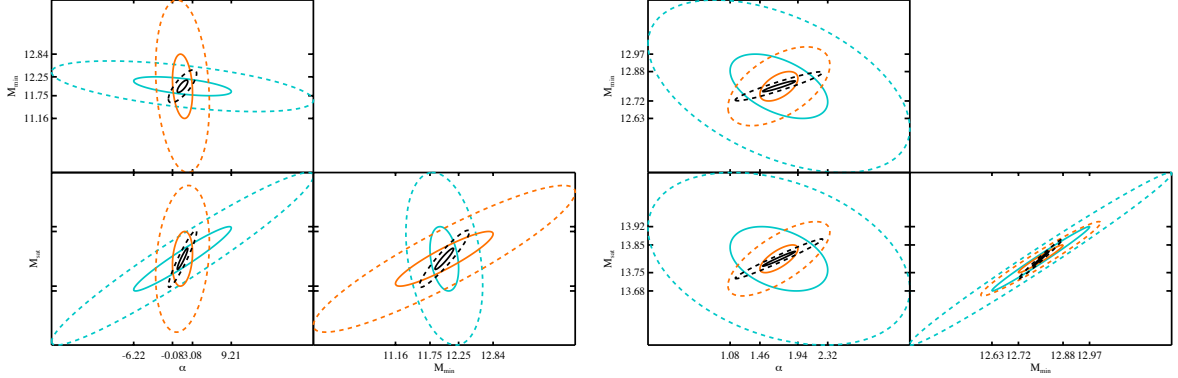 12.84
12.25
11.75
11.16
M_min
M_sat
-6.22 -0.083.08 9.21
α
11.16 11.75 12.25 12.84
M_min
12.97
12.88
12.72
12.63
M_min
13.92
13.85
13.75
13.68
M_sat
1.08 1.46 1.94 2.32
α
12.63 12.72 12.88 12.97
M_min